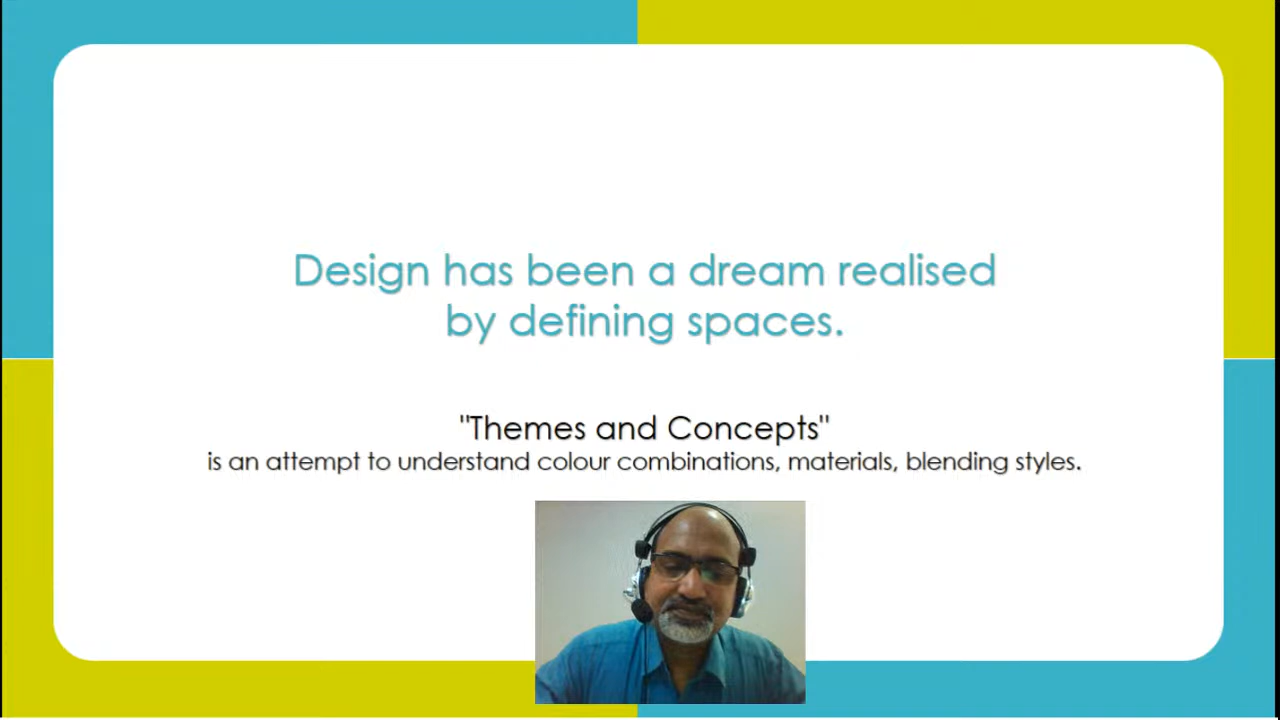 Design has been a dream realised
by defining spaces.
"Themes and Concepts"
is an attempt to understand colour combinations, materials, blending styles.